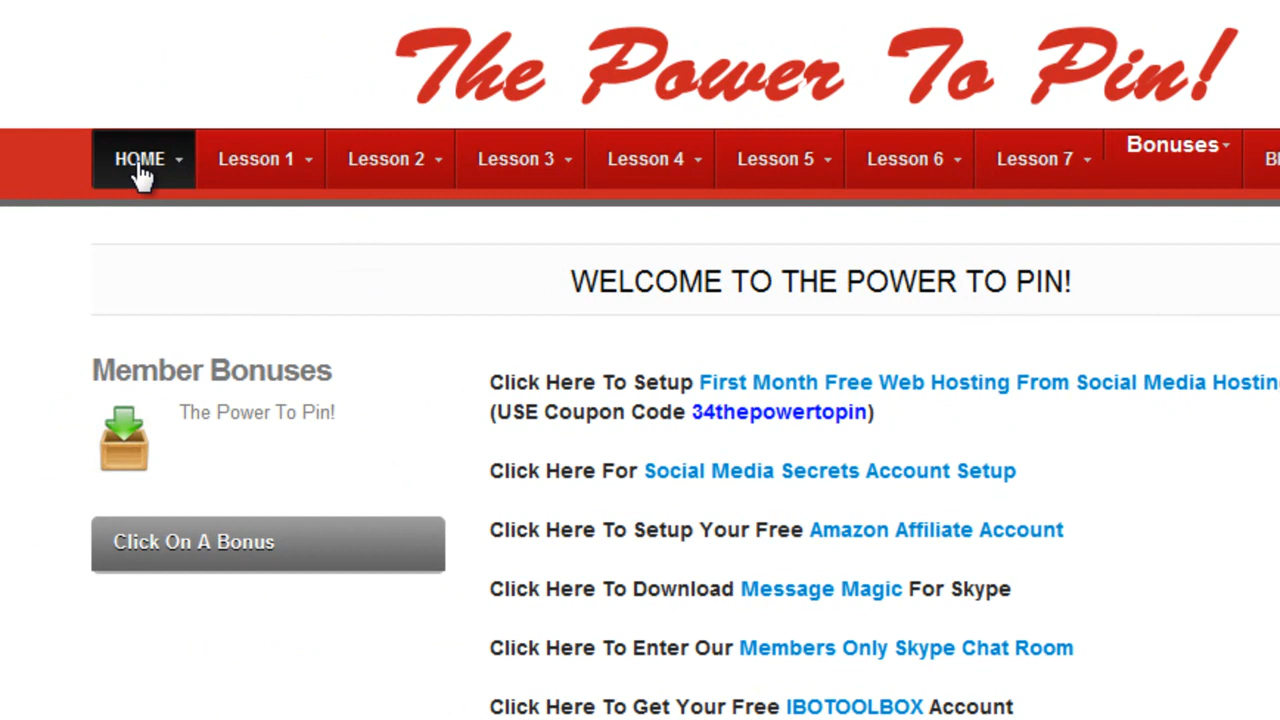 The Power To Pin!
HOME Lesson 1 Lesson 2 Lesson 3 Lesson 4 Lesson 5 Lesson 6 Lesson 7 Bonuses
WELCOME TO THE POWER TO PIN!
Member Bonuses
The Power To Pin!
Click On A Bonus
Click Here To Setup First Month Free Web Hosting From Social Media
(USE Coupon Code 34thepowertopin)
Click Here For Social Media Secrets Account Setup
Click Here To Setup Your Free Amazon Affiliate Account
Click Here To Download Message Magic For Skype
Click Here To Enter Our Members Only Skype Chat Room
Click Here To Get Your Free IBOTOOLBOX Account